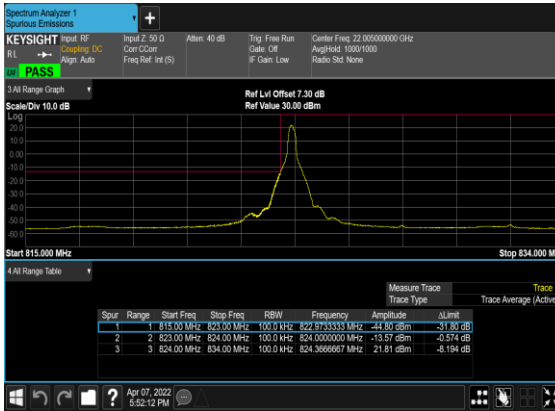 Spectrum Analyzer 1
Spurious Emissions
KEYSIGHT
RL
Input: RF
Coupling: DC
Align: Auto
Input Z: 50 Ω
Corr CCorr
Freq Ref: Int (S)
Atten: 40 dB
Trig: Free Run
Gate: Off
IF Gain: Low
Center Freq: 22.005000000 GHz
Avg|Hold: 1000/1000
Radio Std: None
PASS
3 All Range Graph
Scale/Div 10.0 dB
Ref Lvl Offset 7.30 dB
Ref Value 30.00 dBm
Log
20.0
10.0
0.00
-10.0
-20.0
-30.0
-40.0
-50.0
-60.0
Start 815.000 MHz
Stop 834.000 M
4 All Range Table
Measure Trace Trace
Trace Type Trace Average (Active
Spur Range Start Freq Stop Freq RBW Frequency Amplitude ΔLimit
1 1 815.00 MHz 823.00 MHz 100.0 kHz 822.9733333 MHz -44.80 dBm -31.80 dB
2 2 823.00 MHz 824.00 MHz 100.0 kHz 824.0000000 MHz -13.57 dBm -0.574 dB
3 3 824.00 MHz 834.00 MHz 100.0 kHz 824.3666667 MHz 21.81 dBm -8.194 dB
?
Apr 07, 2022
5:52:12 PM